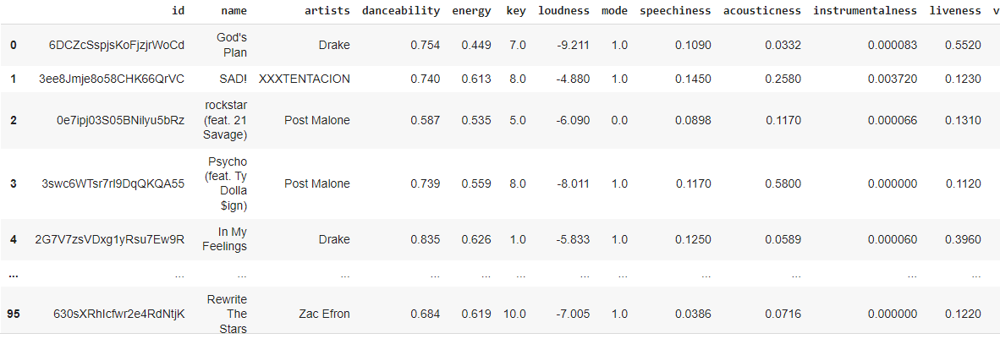 id name artists danceability energy key loudness mode speechiness acousticness instrumentalness liveness v
0 6DCZcSspjsKoFjzjrWoCd God's Plan Drake 0.754 0.449 7.0 -9.211 1.0 0.1090 0.0332 0.000083 0.5520
1 3ee8Jmje8o58CHK66QrVC SAD! XXXTENTACION 0.740 0.613 8.0 -4.880 1.0 0.1450 0.2580 0.003720 0.1230
2 0e7ipj03S05BNilyu5bRz rockstar (feat. 21 Savage) Post Malone 0.587 0.535 5.0 -6.090 0.0 0.0898 0.1170 0.000066 0.1310
3 3swc6WTsr7rl9DqQKQA55 Psycho (feat. Ty Dolla $ign) Post Malone 0.739 0.559 8.0 -8.011 1.0 0.1170 0.5800 0.000000 0.1120
4 2G7V7zsVDxg1yRsu7Ew9R In My Feelings Drake 0.835 0.626 1.0 -5.833 1.0 0.1250 0.0589 0.000060 0.3960
... ... ... ... ... ... ... ... ... ... ... ... ...
95 630sXRhIcfwr2e4RdNtjK Rewrite The Stars Zac Efron 0.684 0.619 10.0 -7.005 1.0 0.0386 0.0716 0.000000 0.1220